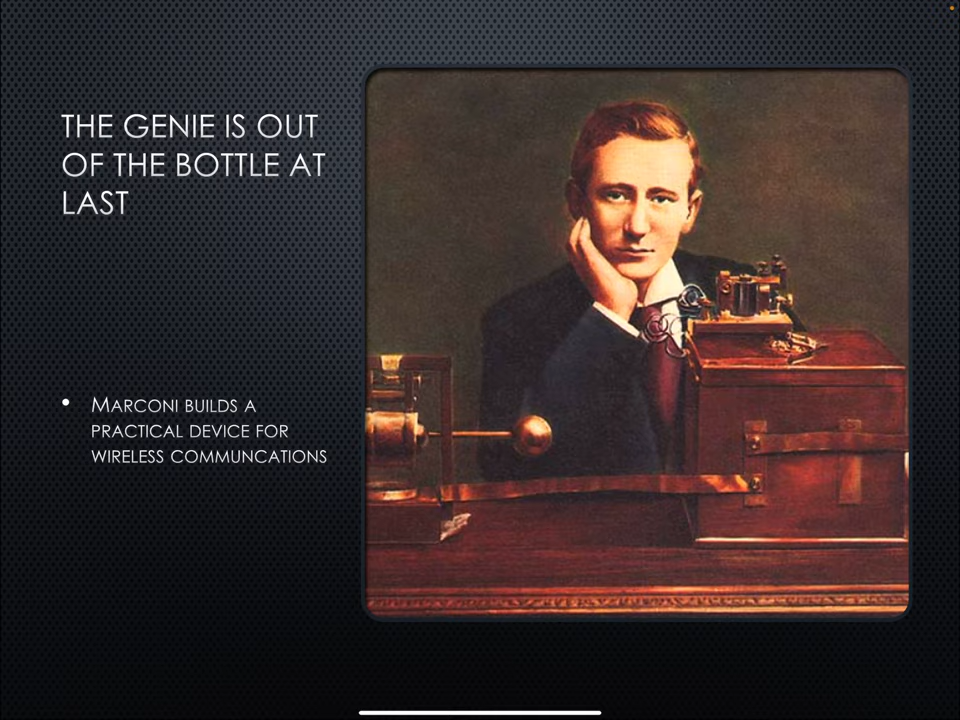 THE GENIE IS OUT
OF THE BOTTLE AT
LAST
• MARCONI BUILDS A
PRACTICAL DEVICE FOR
WIRELESS COMMUNCATIONS